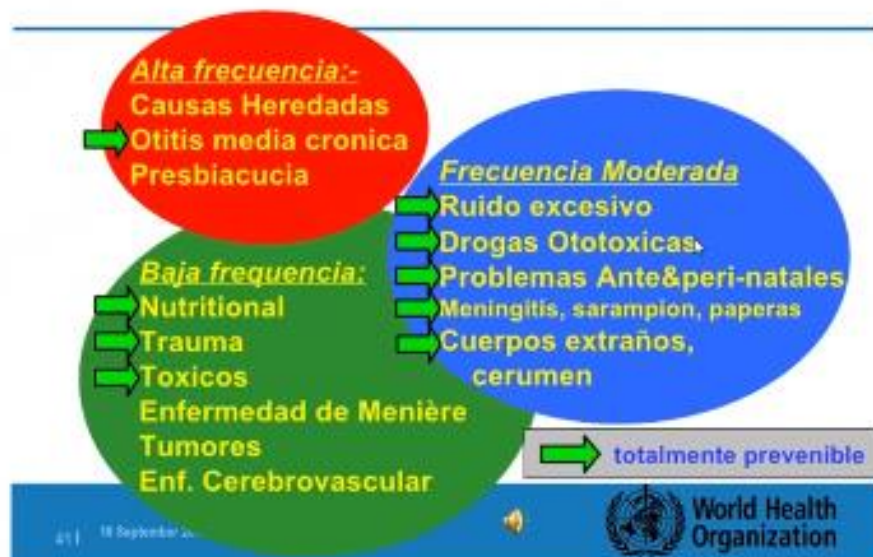 Alta frecuencia:-
Causas Heredadas
Otitis media cronica
Presbiacucia
Frecuencia Moderada
Ruido excesivo
Drogas Ototoxicas
Problemas Ante&peri-natales
Meningitis, sarampion, paperas
Cuerpos extraños,
cerumen
Baja frequencia:
Nutritional
Trauma
Toxicos
Enfermedad de Menière
Tumores
Enf. Cerebrovascular
totalmente prevenible
41 |
September
World Health
Organization